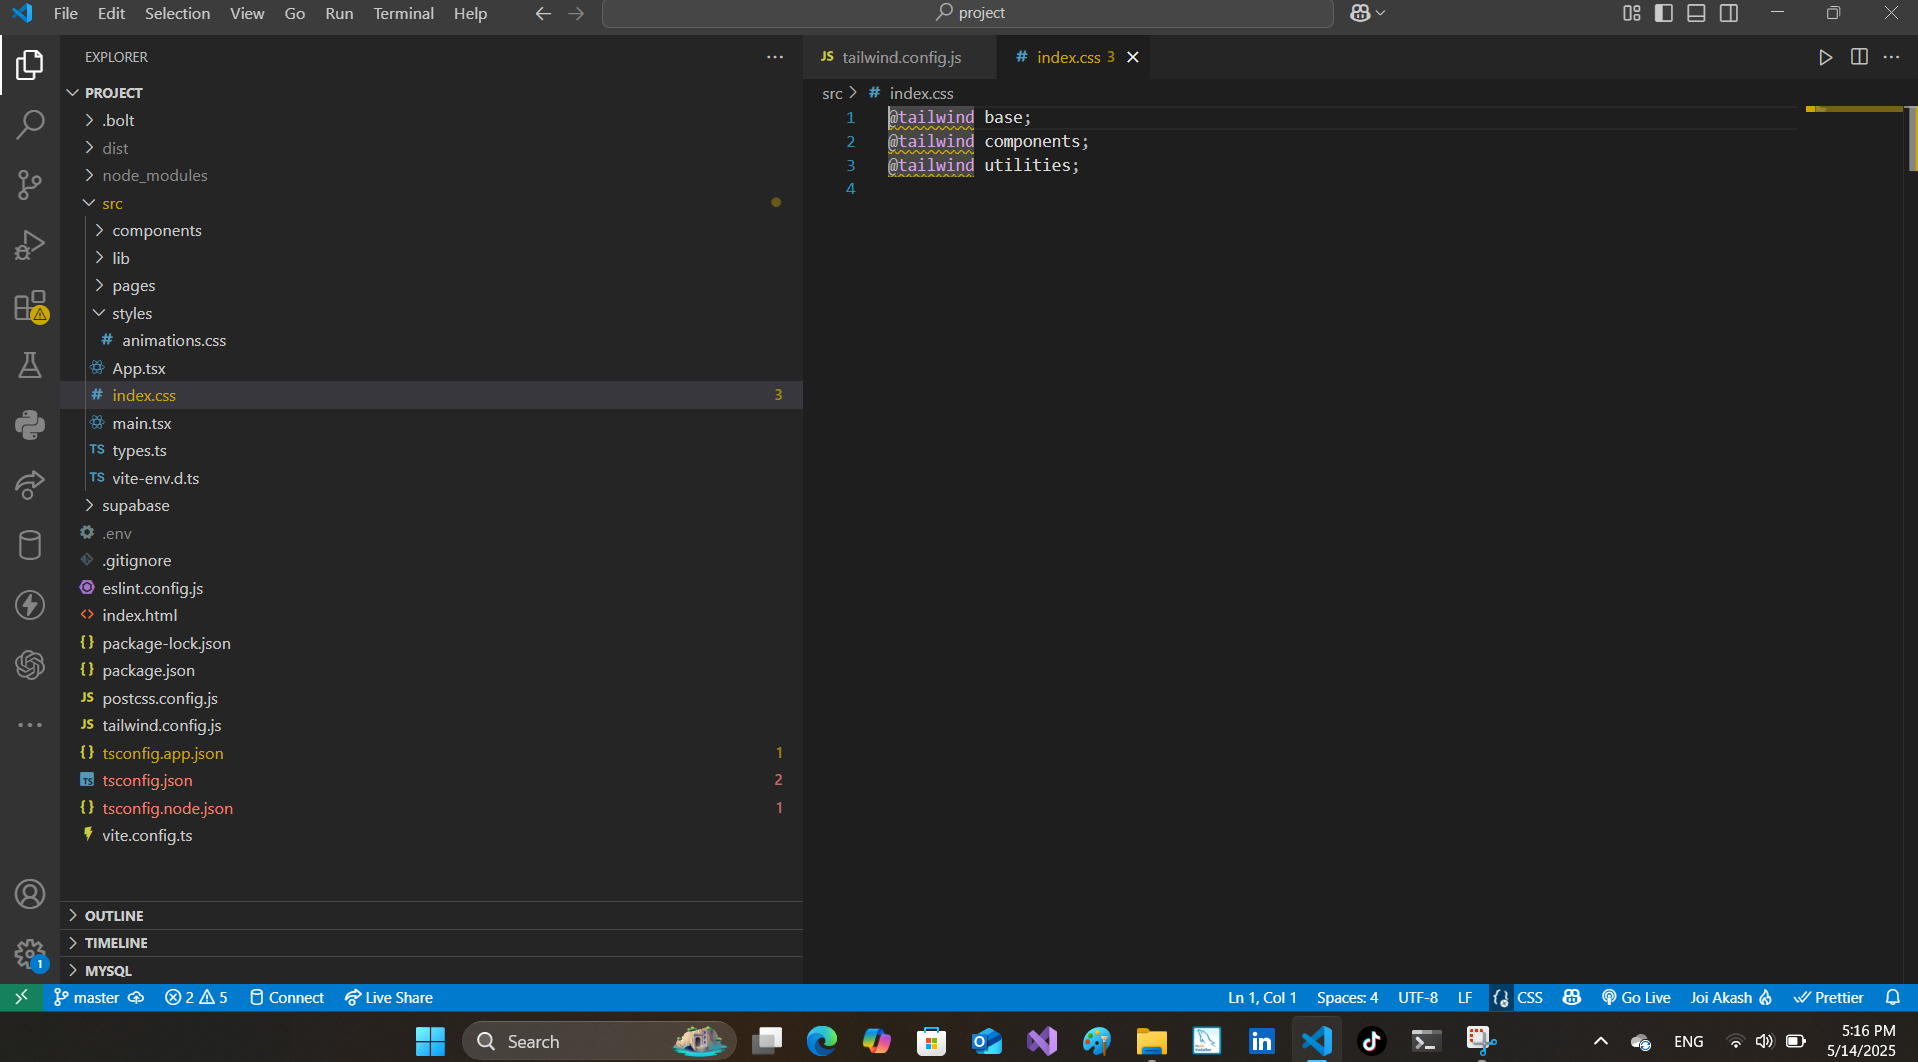 File Edit Selection View Go Run Terminal Help
project
EXPLORER
PROJECT
.bolt
dist
node_modules
src
components
lib
pages
styles
# animations.css
App.tsx
# index.css 3
main.tsx
TS types.ts
TS vite-env.d.ts
supabase
.env
.gitignore
eslint.config.js
<> index.html
{} package-lock.json
{} package.json
JS postcss.config.js
JS tailwind.config.js
{} tsconfig.app.json 1
TS tsconfig.json 2
{} tsconfig.node.json 1
vite.config.ts
OUTLINE
TIMELINE
MYSQL
1
JS tailwind.config.js
# index.css 3
src > # index.css
1 @tailwind base;
2 @tailwind components;
3 @tailwind utilities;
4
master 2 5 Connect Live Share
Ln 1, Col 1 Spaces: 4 UTF-8 LF CSS Go Live Joi Akash Prettier
Search
ENG
5:16 PM
5/14/2025